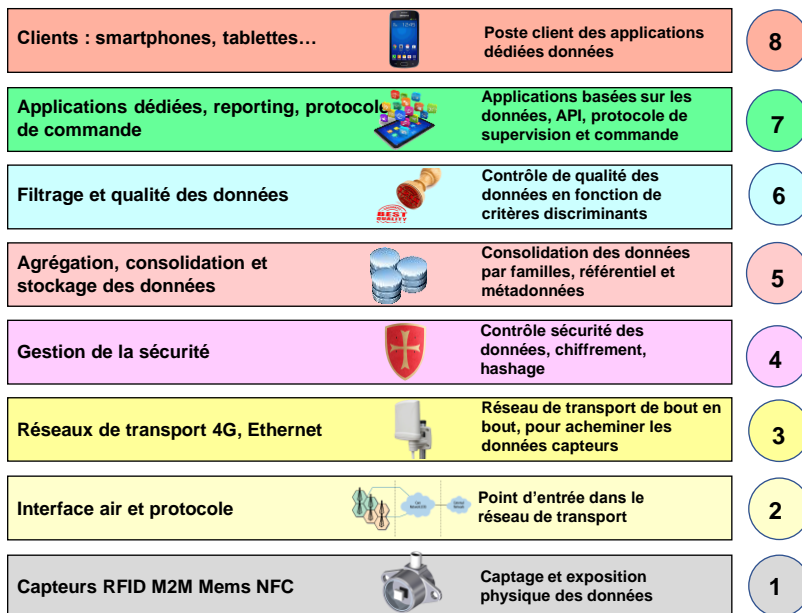 Clients : smartphones, tablettes…
Poste client des applications
dédiées données
8
Applications dédiées, reporting, protocole
de commande
Applications basées sur les
données, API, protocole de
supervision et commande
7
Filtrage et qualité des données
BEST
QUALITY
Contrôle de qualité des
données en fonction de
critères discriminants
6
Agrégation, consolidation et
stockage des données
Consolidation des données
par familles, référentiel et
métadonnées
5
Gestion de la sécurité
Contrôle sécurité des
données, chiffrement,
hashage
4
Réseaux de transport 4G, Ethernet
Réseau de transport de bout en
bout, pour acheminer les
données capteurs
3
Interface air et protocole
Point d’entrée dans le
réseau de transport
2
Capteurs RFID M2M Mems NFC
Captage et exposition
physique des données
1